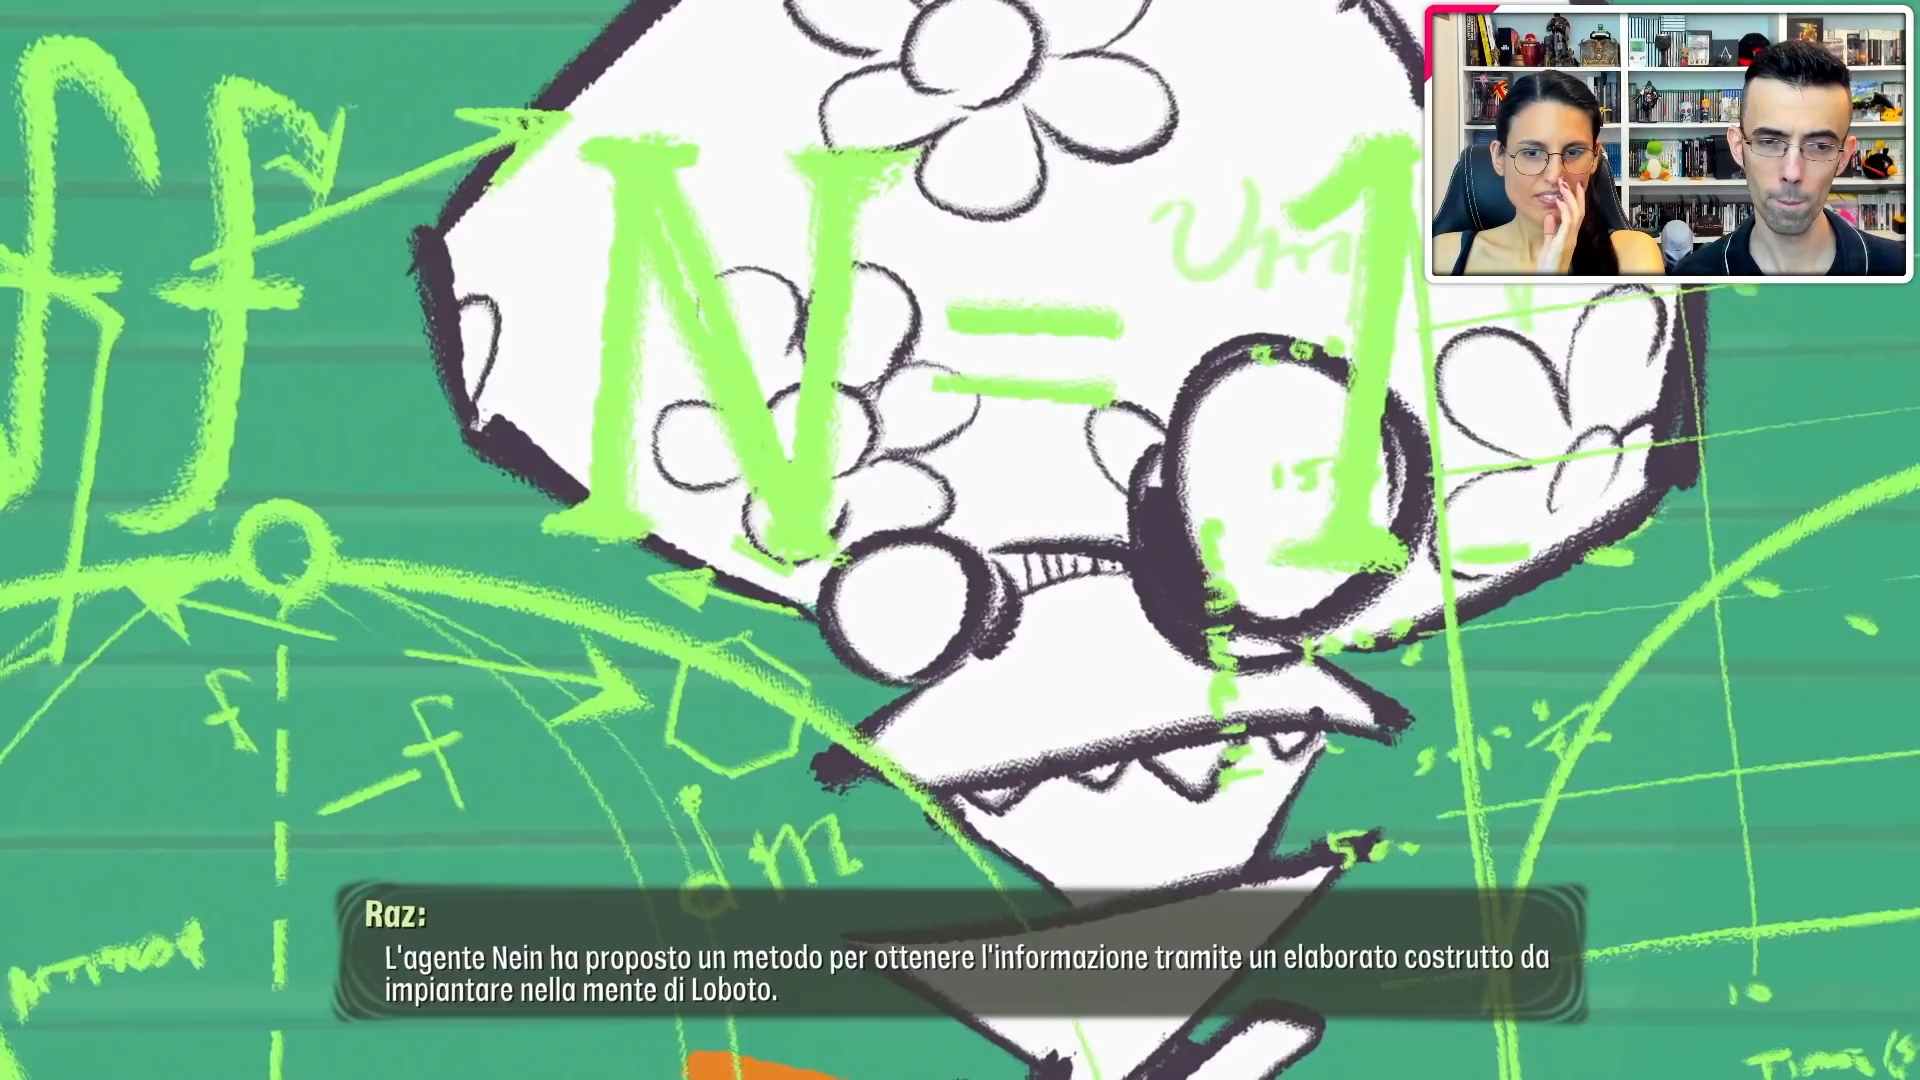 ff
N = 1
f
-f
m
Raz:
L'agente Nein ha proposto un metodo per ottenere l'informazione tramite un elaborato costrutto da
impiantare nella mente di Loboto.